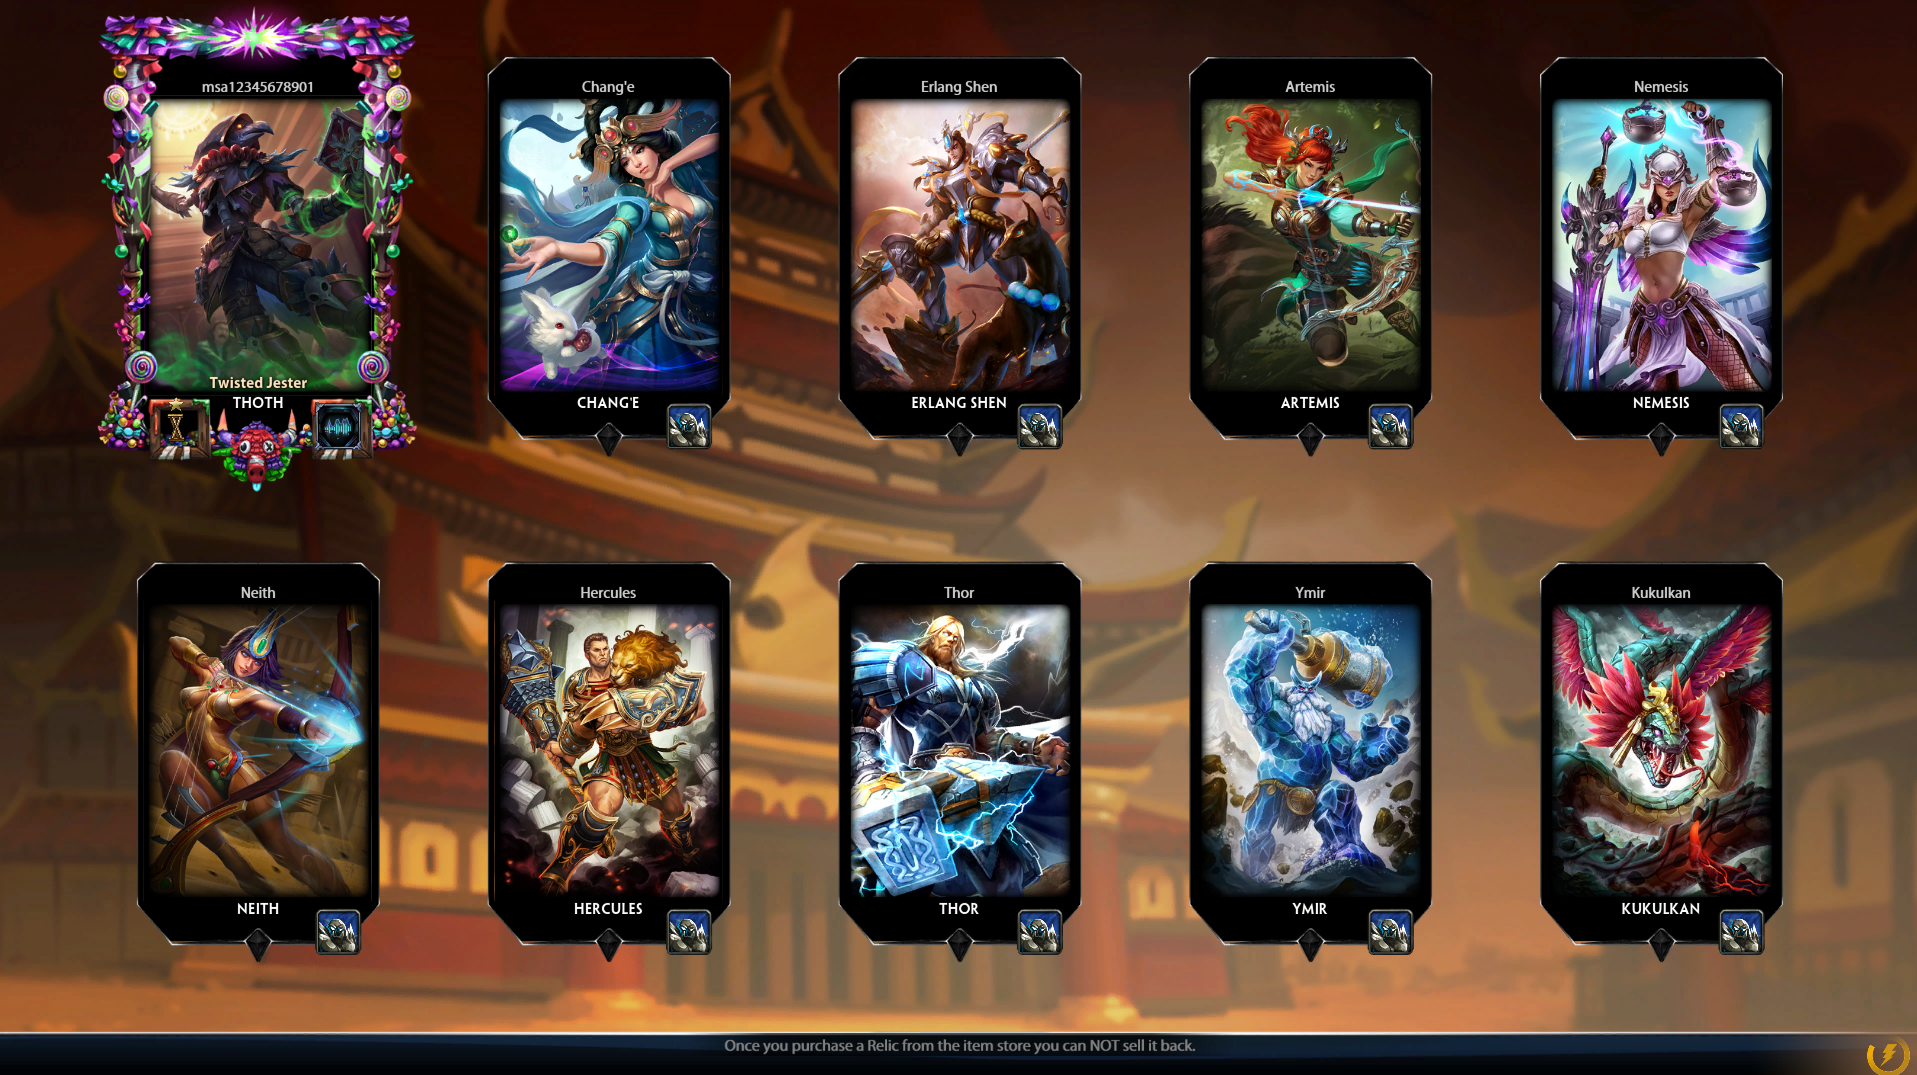 msa12345678901
Twisted Jester
THOTH
Chang'e
CHANG'E
Erlang Shen
ERLANG SHEN
Artemis
ARTEMIS
Nemesis
NEMESIS
Neith
NEITH
Hercules
HERCULES
Thor
THOR
Ymir
YMIR
Kukulkan
KUKULKAN
Once you purchase a Relic from the item store you can NOT sell it back.